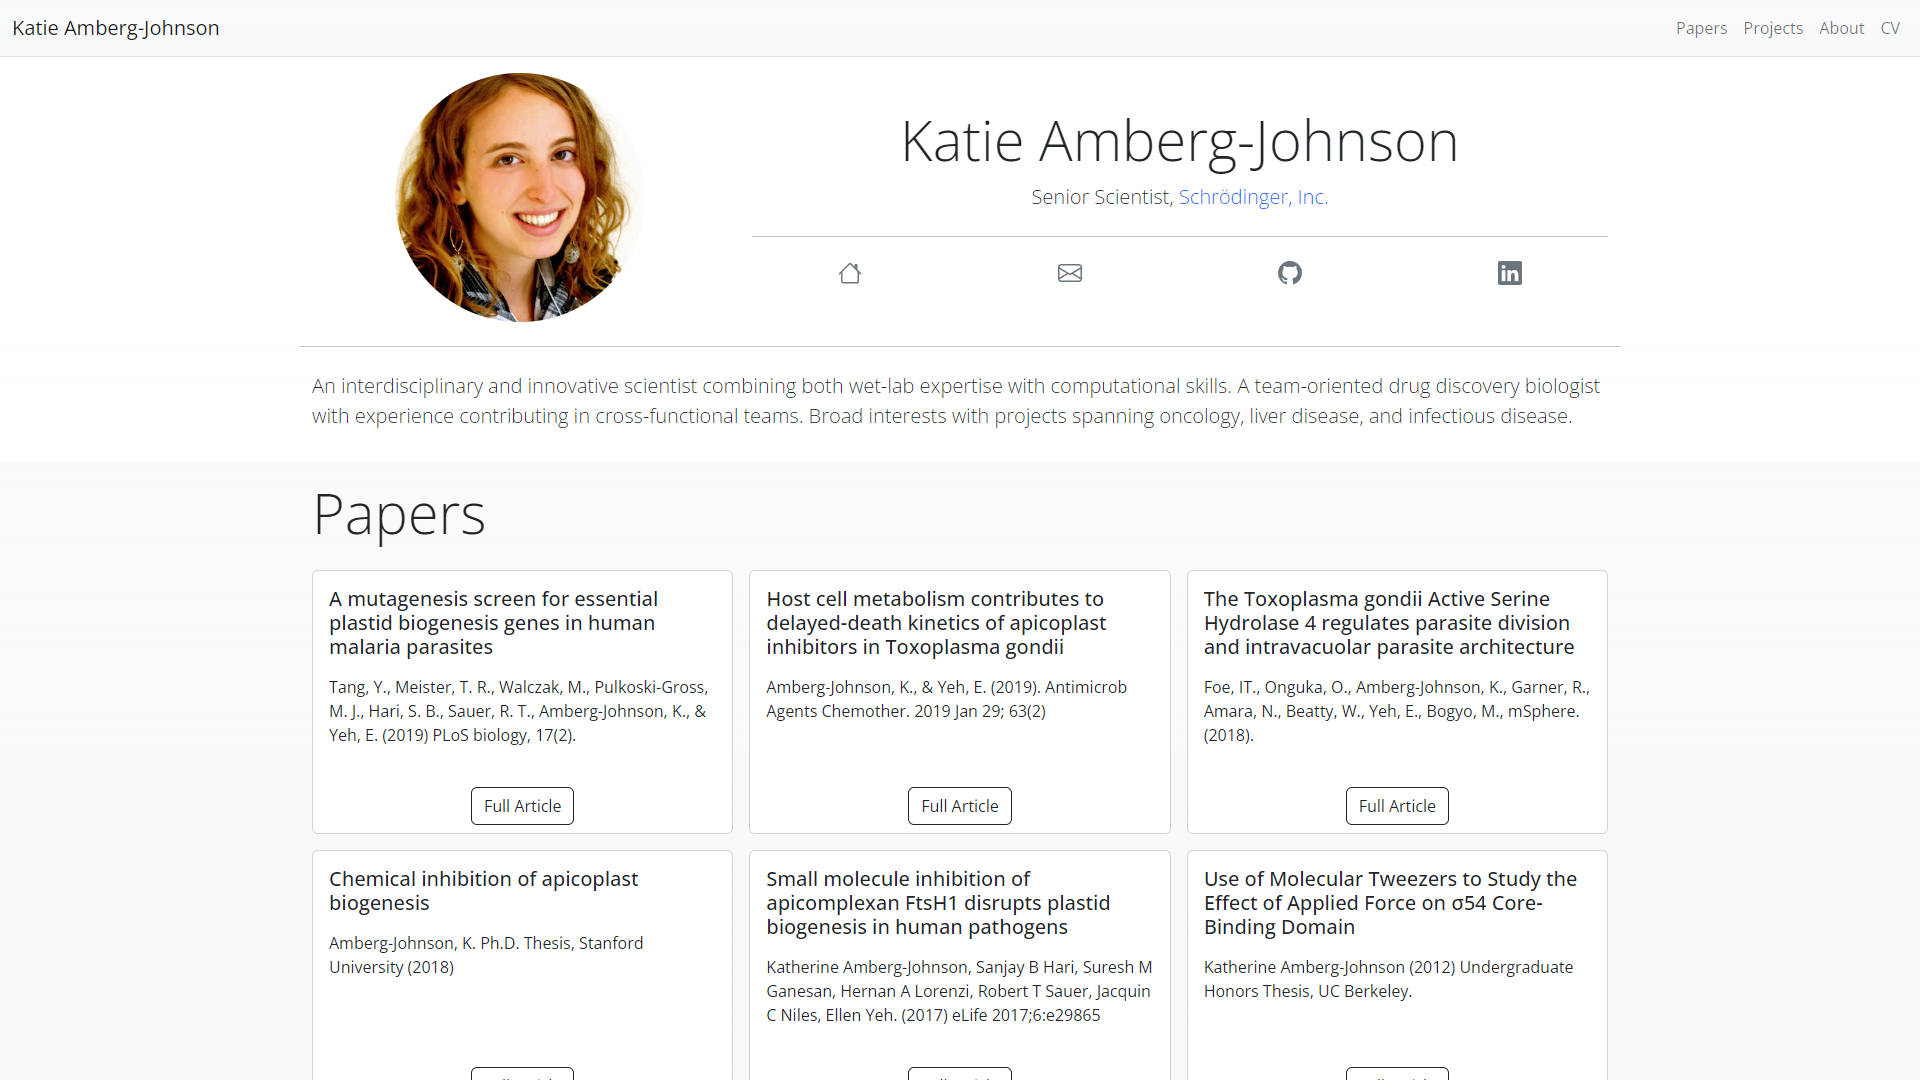 Katie Amberg-Johnson
Papers Projects About CV
Katie Amberg-Johnson
Senior Scientist, Schrödinger, Inc.
An interdisciplinary and innovative scientist combining both wet-lab expertise with computational skills. A team-oriented drug discovery biologist
with experience contributing in cross-functional teams. Broad interests with projects spanning oncology, liver disease, and infectious disease.
Papers
A mutagenesis screen for essential
plastid biogenesis genes in human
malaria parasites
Tang, Y., Meister, T. R., Walczak, M., Pulkoski-Gross,
M. J., Hari, S. B., Sauer, R. T., Amberg-Johnson, K., &
Yeh, E. (2019) PLoS biology, 17(2).
Full Article
Host cell metabolism contributes to
delayed-death kinetics of apicoplast
inhibitors in Toxoplasma gondii
Amberg-Johnson, K., & Yeh, E. (2019). Antimicrob
Agents Chemother. 2019 Jan 29; 63(2)
Full Article
The Toxoplasma gondii Active Serine
Hydrolase 4 regulates parasite division
and intravacuolar parasite architecture
Foe, IT., Onguka, O., Amberg-Johnson, K., Garner, R.,
Amara, N., Beatty, W., Yeh, E., Bogyo, M., mSphere.
(2018).
Full Article
Chemical inhibition of apicoplast
biogenesis
Amberg-Johnson, K. Ph.D. Thesis, Stanford
University (2018)
Small molecule inhibition of
apicomplexan FtsH1 disrupts plastid
biogenesis in human pathogens
Katherine Amberg-Johnson, Sanjay B Hari, Suresh M
Ganesan, Hernan A Lorenzi, Robert T Sauer, Jacquin
C Niles, Ellen Yeh. (2017) eLife 2017;6:e29865
Use of Molecular Tweezers to Study the
Effect of Applied Force on σ54 Core-
Binding Domain
Katherine Amberg-Johnson (2012) Undergraduate
Honors Thesis, UC Berkeley.